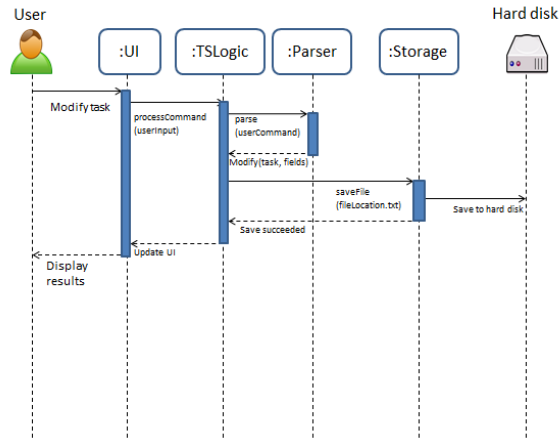 User
Hard disk
:UI
:TSLogic
:Parser
:Storage
Modify task
processCommand
(userInput)
parse
(userCommand)
Modify(task, fields)
saveFile
(fileLocation.txt)
Save to hard disk
Save succeeded
Update UI
Display
results